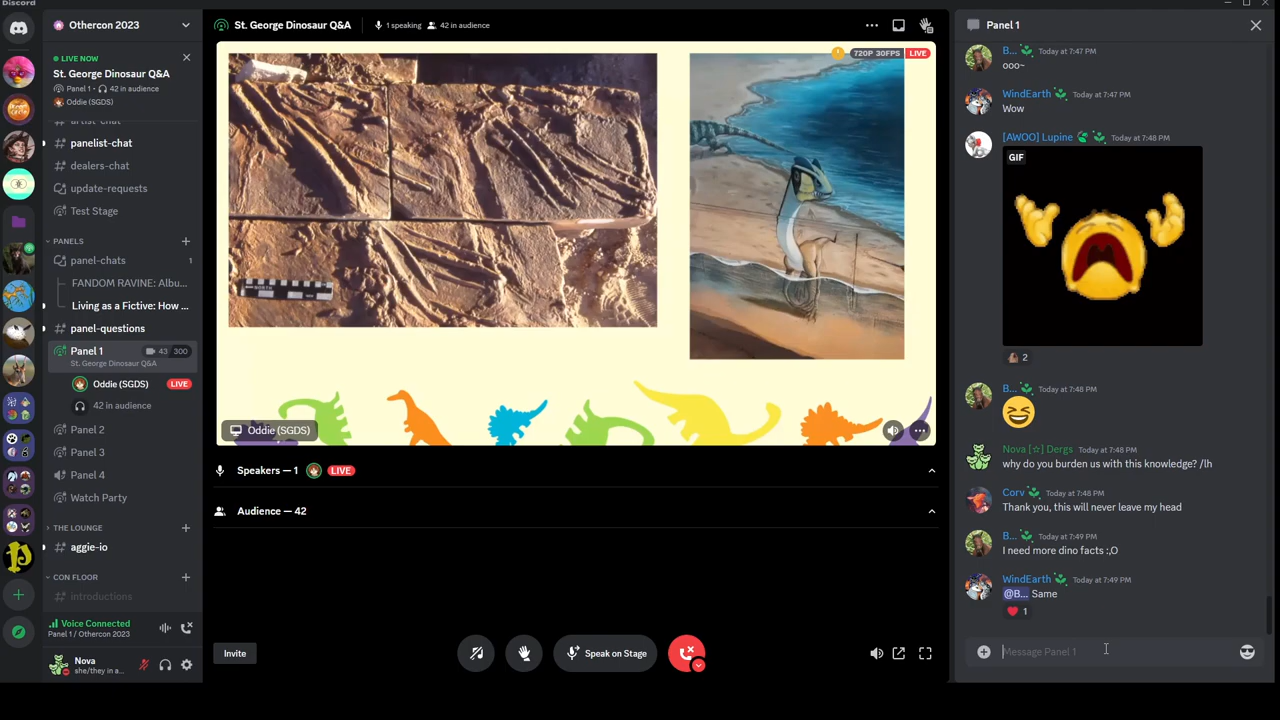 Discord
Othercon 2023
LIVE NOW
St. George Dinosaur Q&A
Panel 1 • 42 in audience
Oddie (SGDS)
artist-chat
panelist-chat
dealers-chat
update-requests
Test Stage
PANELS
panel-chats
1
FANDOM RAVINE: Albu...
Living as a Fictive: How ...
panel-questions
Panel 1
43 300
St. George Dinosaur Q&A
Oddie (SGDS)
LIVE
42 in audience
Panel 2
Panel 3
Panel 4
Watch Party
THE LOUNGE
aggie-io
CON FLOOR
introductions
Voice Connected
Panel 1 / Othercon 2023
Nova
she/they in a...
St. George Dinosaur Q&A
1 speaking
42 in audience
720P 30FPS
LIVE
Oddie (SGDS)
Speakers — 1
LIVE
Audience — 42
Invite
Speak on Stage
Panel 1
B... Today at 7:47 PM
ooo~
WindEarth Today at 7:47 PM
Wow
[AWOO] Lupine Today at 7:48 PM
GIF
2
B... Today at 7:48 PM
Nova [☆] Dergs Today at 7:48 PM
why do you burden us with this knowledge? /lh
Corv Today at 7:48 PM
Thank you, this will never leave my head
B... Today at 7:49 PM
I need more dino facts :,O
WindEarth Today at 7:49 PM
@B... Same
1
Message Panel 1